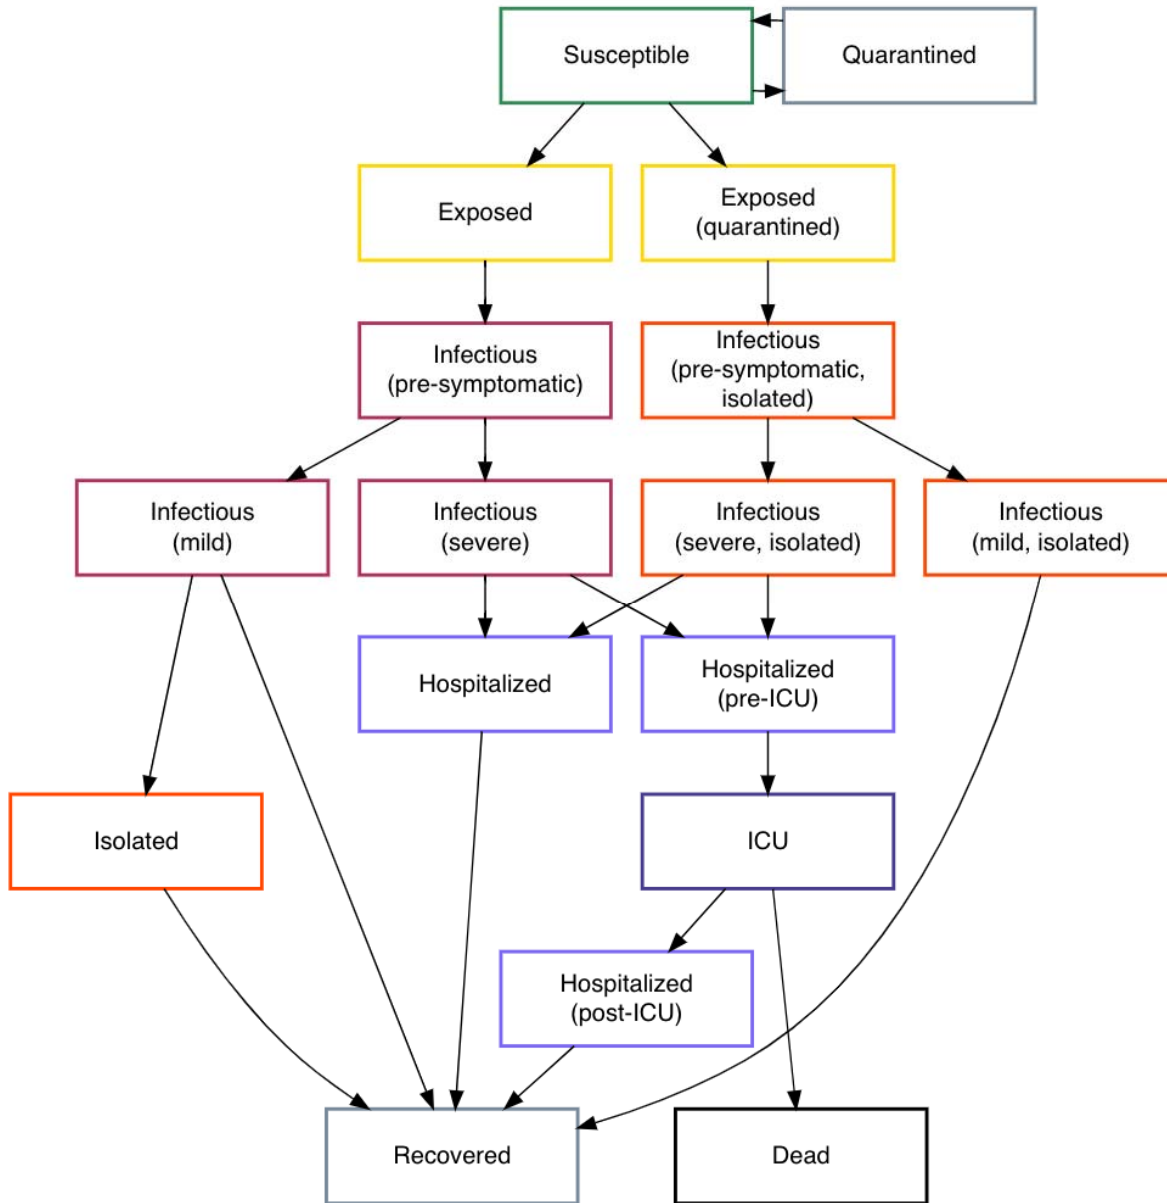 Susceptible
Quarantined
Exposed
Exposed
(quarantined)
Infectious
(pre-symptomatic)
Infectious
(pre-symptomatic,
isolated)
Infectious
(mild)
Infectious
(severe)
Infectious
(severe, isolated)
Infectious
(mild, isolated)
Hospitalized
Hospitalized
(pre-ICU)
Isolated
ICU
Hospitalized
(post-ICU)
Recovered
Dead